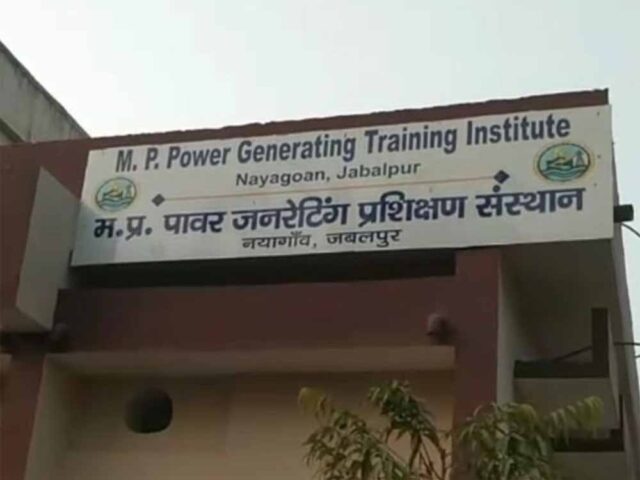 M. P. Power Generating Training Institute
Nayagoan, Jabalpur
म.प्र. पावर जनरेटिंग प्रशिक्षण संस्थान
नयागाँव, जबलपुर